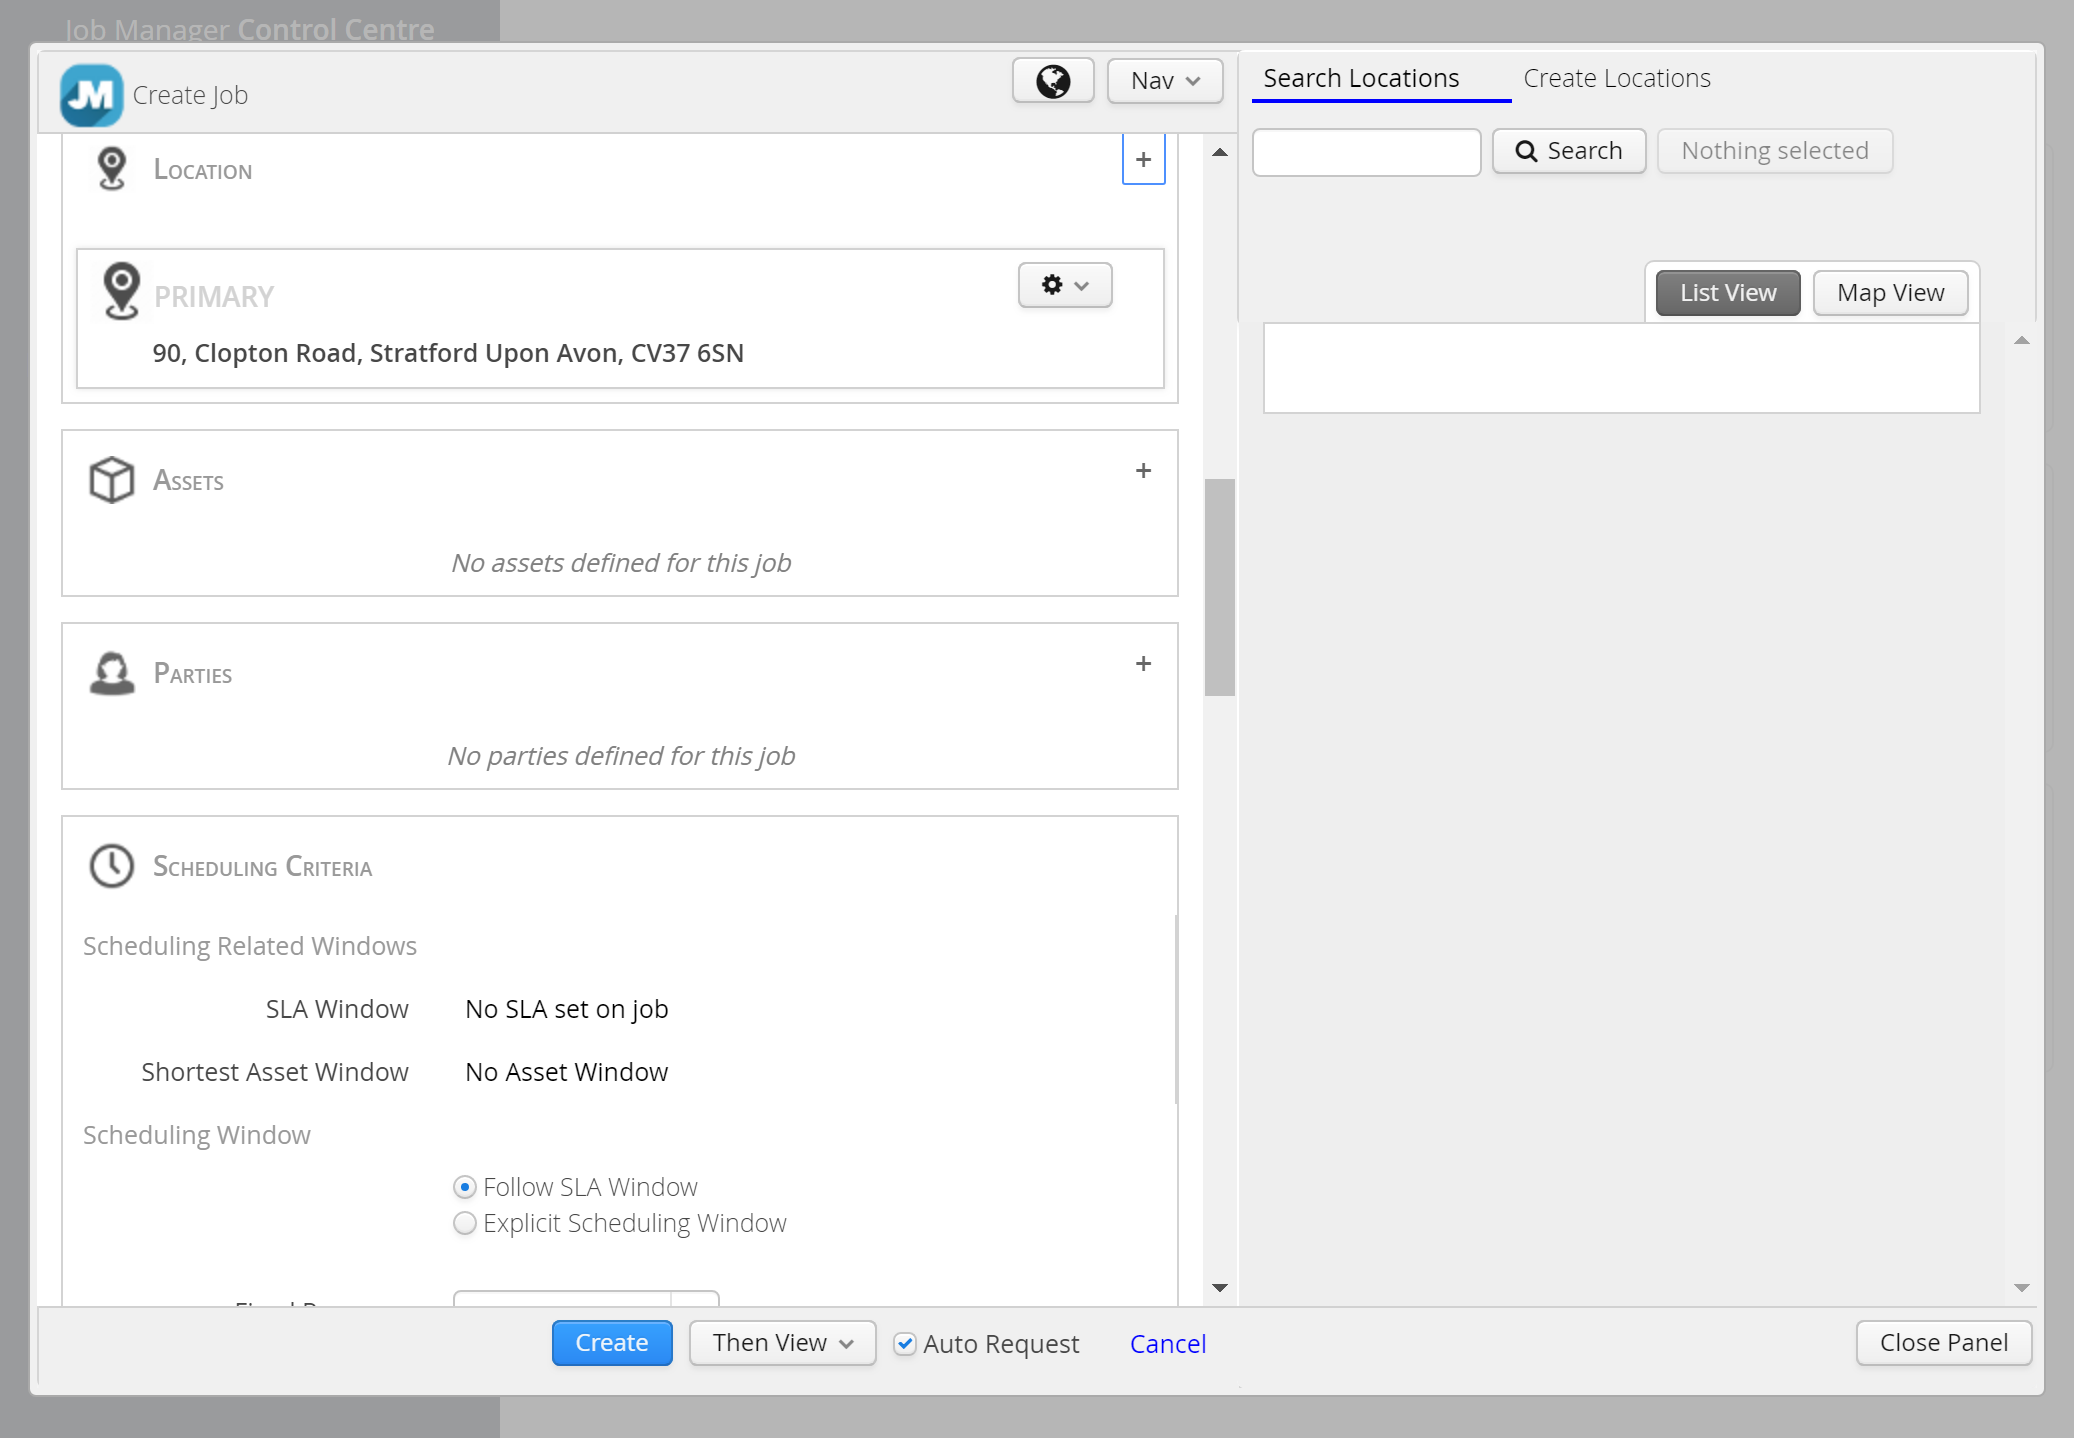 Job Manager Control Centre
JM Create Job
Nav
Search Locations
Create Locations
Search
Nothing selected
Location
PRIMARY
90, Clopton Road, Stratford Upon Avon, CV37 6SN
List View
Map View
Assets
No assets defined for this job
Parties
No parties defined for this job
Scheduling Criteria
Scheduling Related Windows
SLA Window No SLA set on job
Shortest Asset Window No Asset Window
Scheduling Window
Follow SLA Window
Explicit Scheduling Window
Create
Then View
Auto Request
Cancel
Close Panel